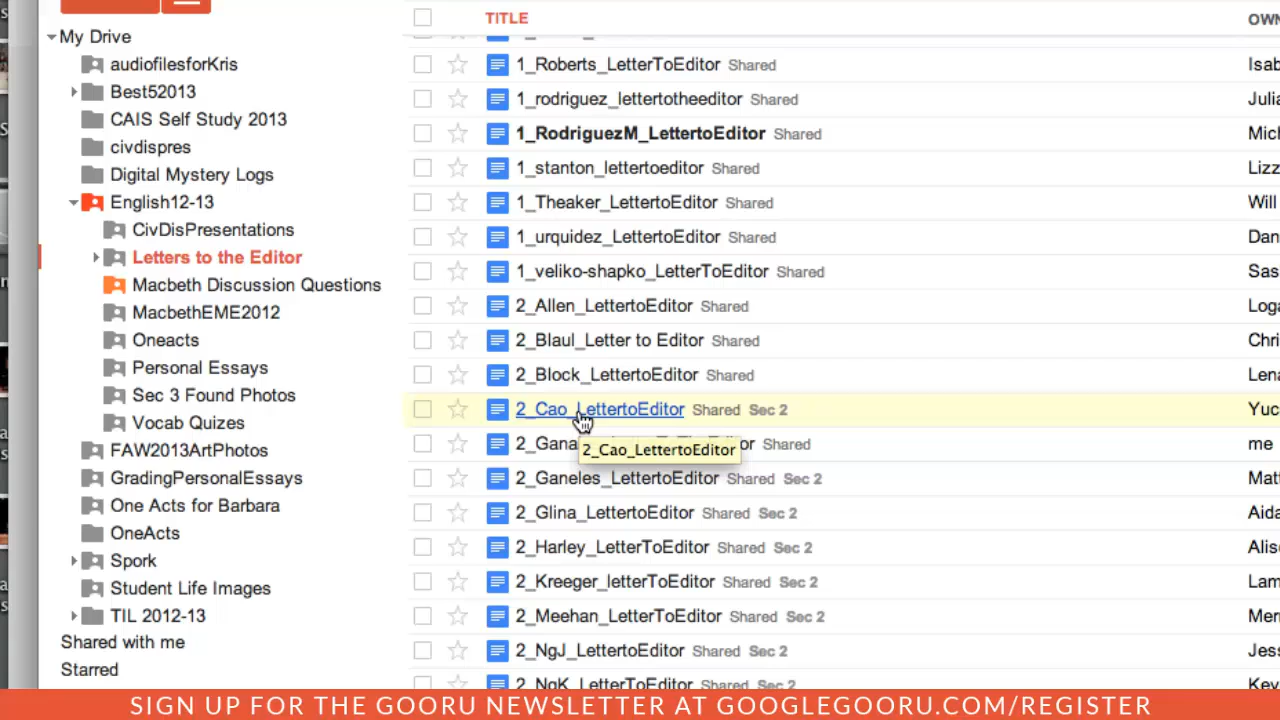 TITLE OWN
My Drive
audiofilesforKris
Best52013
CAIS Self Study 2013
civdispres
Digital Mystery Logs
English12-13
CivDisPresentations
Letters to the Editor
Macbeth Discussion Questions
MacbethEME2012
Oneacts
Personal Essays
Sec 3 Found Photos
Vocab Quizes
FAW2013ArtPhotos
GradingPersonalEssays
One Acts for Barbara
OneActs
Spork
Student Life Images
TIL 2012-13
Shared with me
Starred
1_Roberts_LetterToEditor Shared Isab
1_rodriguez_lettertotheeditor Shared Julia
1_RodriguezM_LettertoEditor Shared Mich
1_stanton_lettertoeditor Shared Lizz
1_Theaker_LettertoEditor Shared Will
1_urquidez_LettertoEditor Shared Dan
1_veliko-shapko_LetterToEditor Shared Sas
2_Allen_LettertoEditor Shared Loga
2_Blaul_Letter to Editor Shared Chri
2_Block_LettertoEditor Shared Lena
2_Cao_LettertoEditor Shared Sec 2 Yuc
2_Gana or Shared me
2_Cao_LettertoEditor
2_Ganeles_LettertoEditor Shared Sec 2 Matt
2_Glina_LettertoEditor Shared Sec 2 Aida
2_Harley_LetterToEditor Shared Sec 2 Alis
2_Kreeger_letterToEditor Shared Sec 2 Lam
2_Meehan_LetterToEditor Shared Sec 2 Mer
2_NgJ_LettertoEditor Shared Sec 2 Jess
2_NgK_LettertoEditor Shared Sec 2 Kev
SIGN UP FOR THE GOORU NEWSLETTER AT GOOGLEGOORU.COM/REGISTER